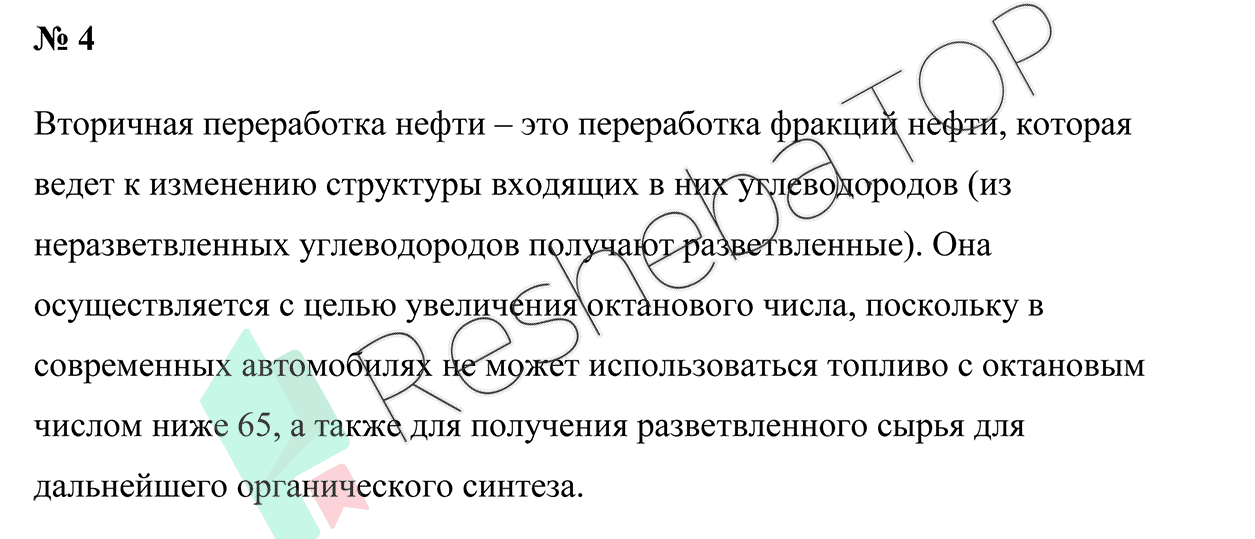 № 4
Вторичная переработка нефти – это переработка фракций нефти, которая
ведет к изменению структуры входящих в них углеводородов (из
неразветвленных углеводородов получают разветвленные). Она
осуществляется с целью увеличения октанового числа, поскольку в
современных автомобилях не может использоваться топливо с октановым
числом ниже 65, а также для получения разветвленного сырья для
дальнейшего органического синтеза.
Resheba.TOP